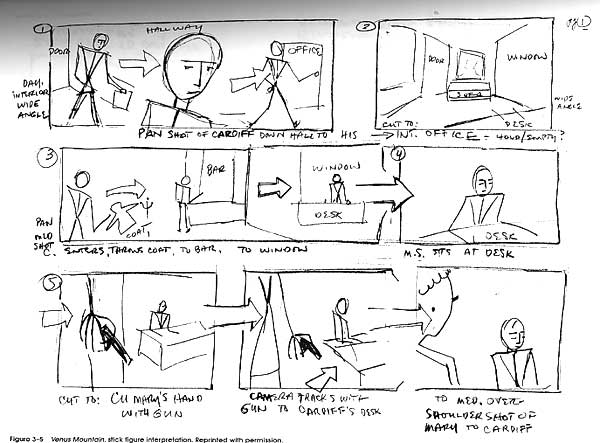 pg 1
1
HALLWAY
DOOR
OFFICE
DAY,
INTERIOR
WIDE
ANGLE
PAN SHOT OF CARDIFF DOWN HALL TO HIS
2
DOOR
WINDOW
DESK
WIDE
ANGLE
CUT TO:
INT. OFFICE - HOLD/EMPTY?
3
BAR
WINDOW
DESK
COAT
PAN
MED
SHOT
C. ENTERS, THROWS COAT, TO BAR, TO WINDOW
4
DESK
M.S. SITS AT DESK
5
CUT TO: CU MARY'S HAND
WITH GUN
CAMERA TRACKS WITH
GUN TO CARDIFF'S DESK
TO MED. OVER-
SHOULDER SHOT OF
MARY TO CARDIFF
Figure 3-5 Venus Mountain, stick figure interpretation. Reprinted with permission.